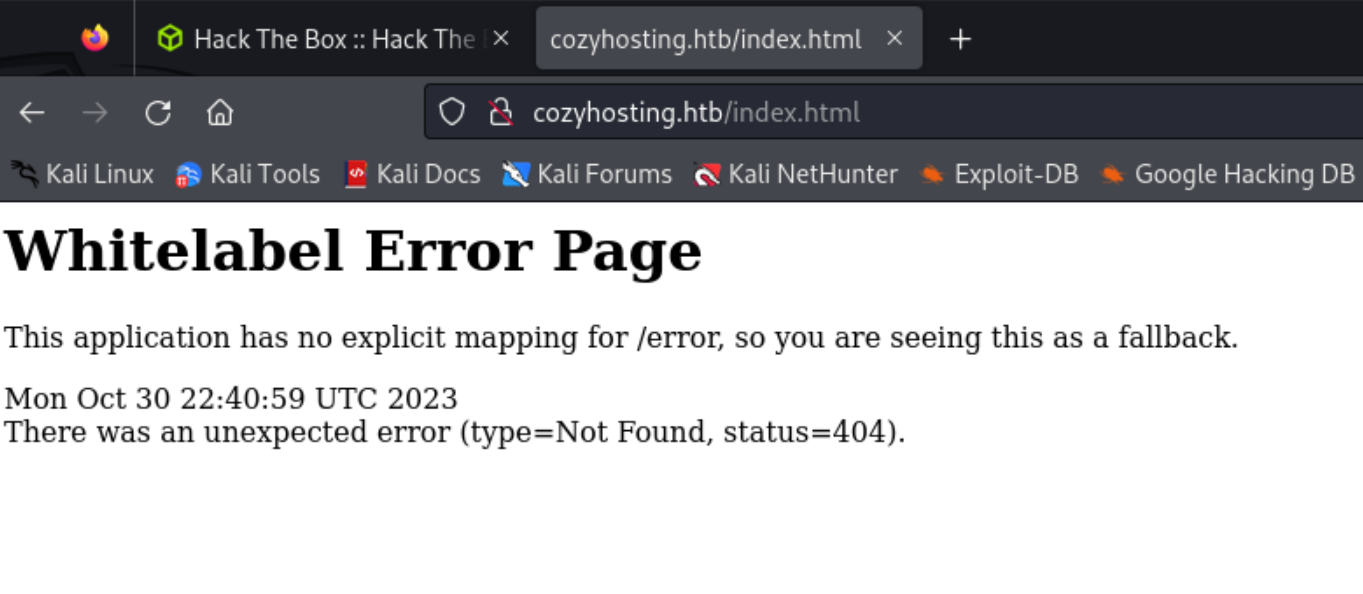 Hack The Box :: Hack The
cozyhosting.htb/index.html
cozyhosting.htb/index.html
Kali Linux Kali Tools Kali Docs Kali Forums Kali NetHunter Exploit-DB Google Hacking DB
Whitelabel Error Page
This application has no explicit mapping for /error, so you are seeing this as a fallback.
Mon Oct 30 22:40:59 UTC 2023
There was an unexpected error (type=Not Found, status=404).